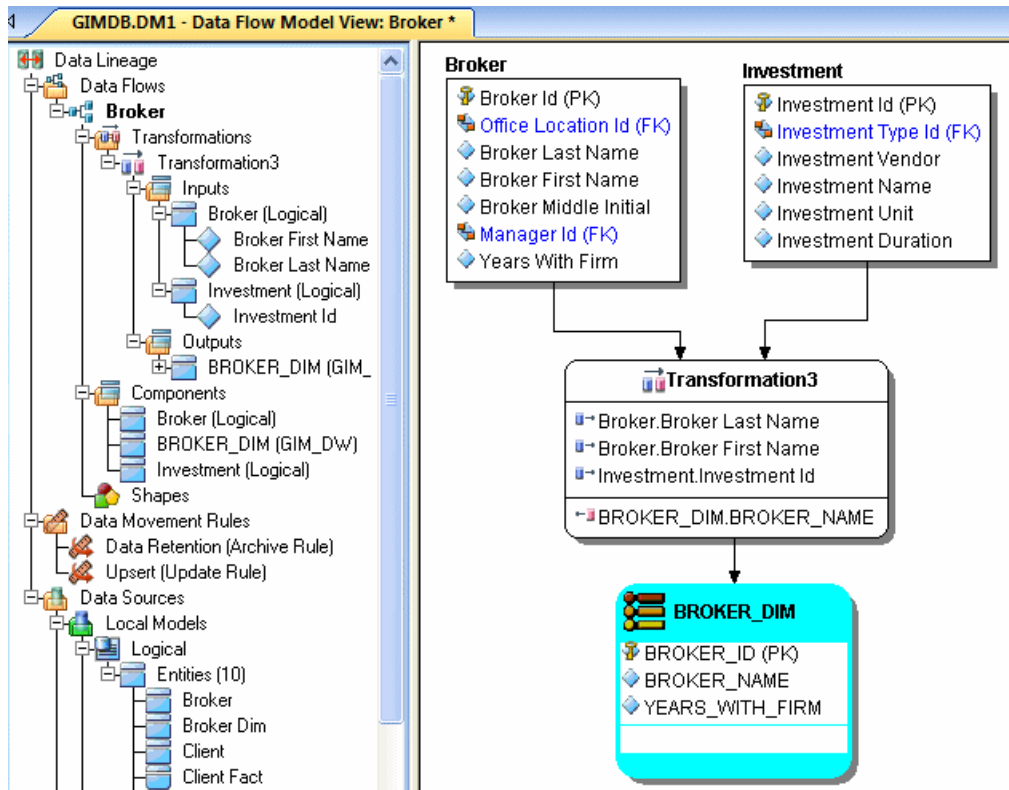 GIMDB.DM1 - Data Flow Model View: Broker *
Data Lineage
Data Flows
Broker
Transformations
Transformation3
Inputs
Broker (Logical)
Broker First Name
Broker Last Name
Investment (Logical)
Investment Id
Outputs
BROKER_DIM (GIM_
Components
Broker (Logical)
BROKER_DIM (GIM_DW)
Investment (Logical)
Shapes
Data Movement Rules
Data Retention (Archive Rule)
Upsert (Update Rule)
Data Sources
Local Models
Logical
Entities (10)
Broker
Broker Dim
Client
Client Fact
Broker
Broker Id (PK)
Office Location Id (FK)
Broker Last Name
Broker First Name
Broker Middle Initial
Manager Id (FK)
Years With Firm
Investment
Investment Id (PK)
Investment Type Id (FK)
Investment Vendor
Investment Name
Investment Unit
Investment Duration
Transformation3
Broker.Broker Last Name
Broker.Broker First Name
Investment.Investment Id
BROKER_DIM.BROKER_NAME
BROKER_DIM
BROKER_ID (PK)
BROKER_NAME
YEARS_WITH_FIRM